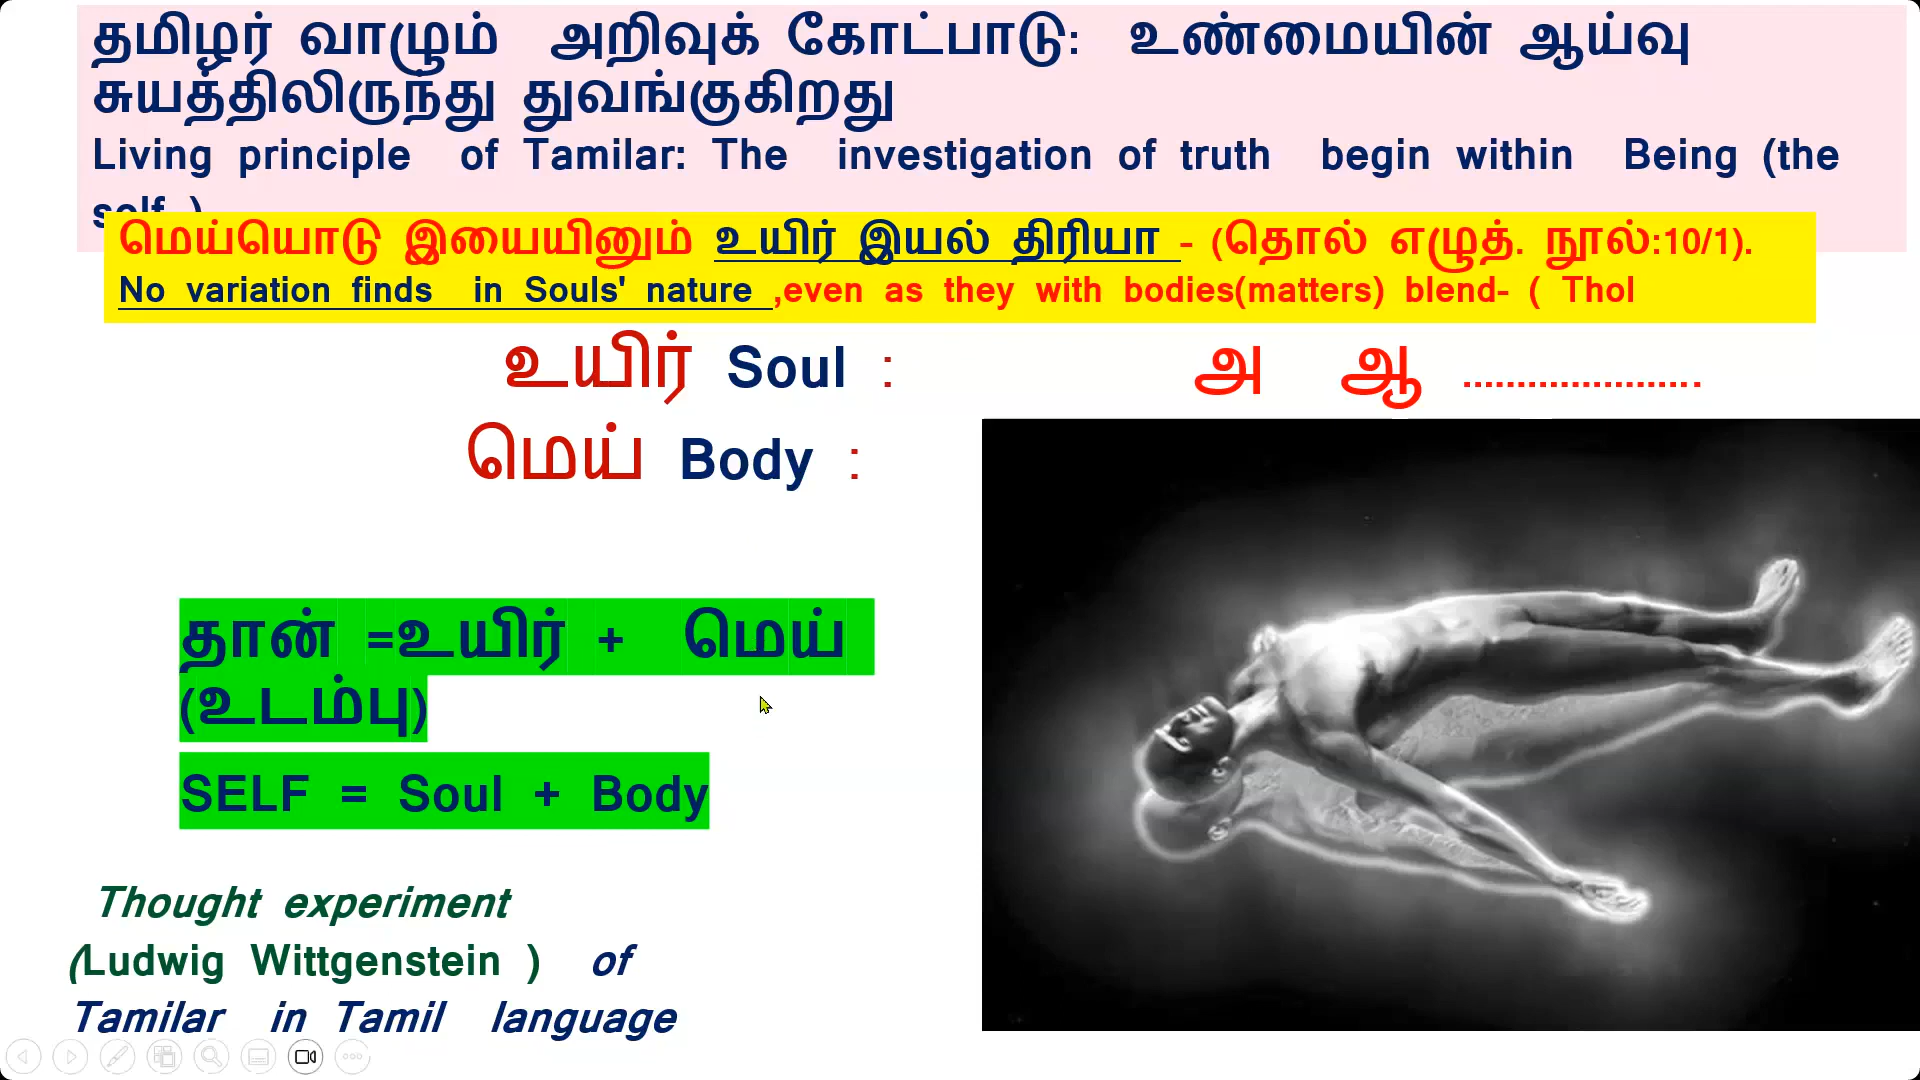 தமிழர் வாழும் அறிவுக் கோட்பாடு: உண்மையின் ஆய்வு
சுயத்திலிருந்து துவங்குகிறது
Living principle of Tamilar: The investigation of truth begin within Being (the
self )
மெய்யொடு இயையினும் உயிர் இயல் திரியா - (தொல் எழுத். நூல்:10/1).
No variation finds in Souls' nature ,even as they with bodies(matters) blend- ( Thol
உயிர் Soul : அ ஆ ......................
மெய் Body :
தான் =உயிர் + மெய்
(உடம்பு)
SELF = Soul + Body
Thought experiment
(Ludwig Wittgenstein ) of
Tamilar in Tamil language